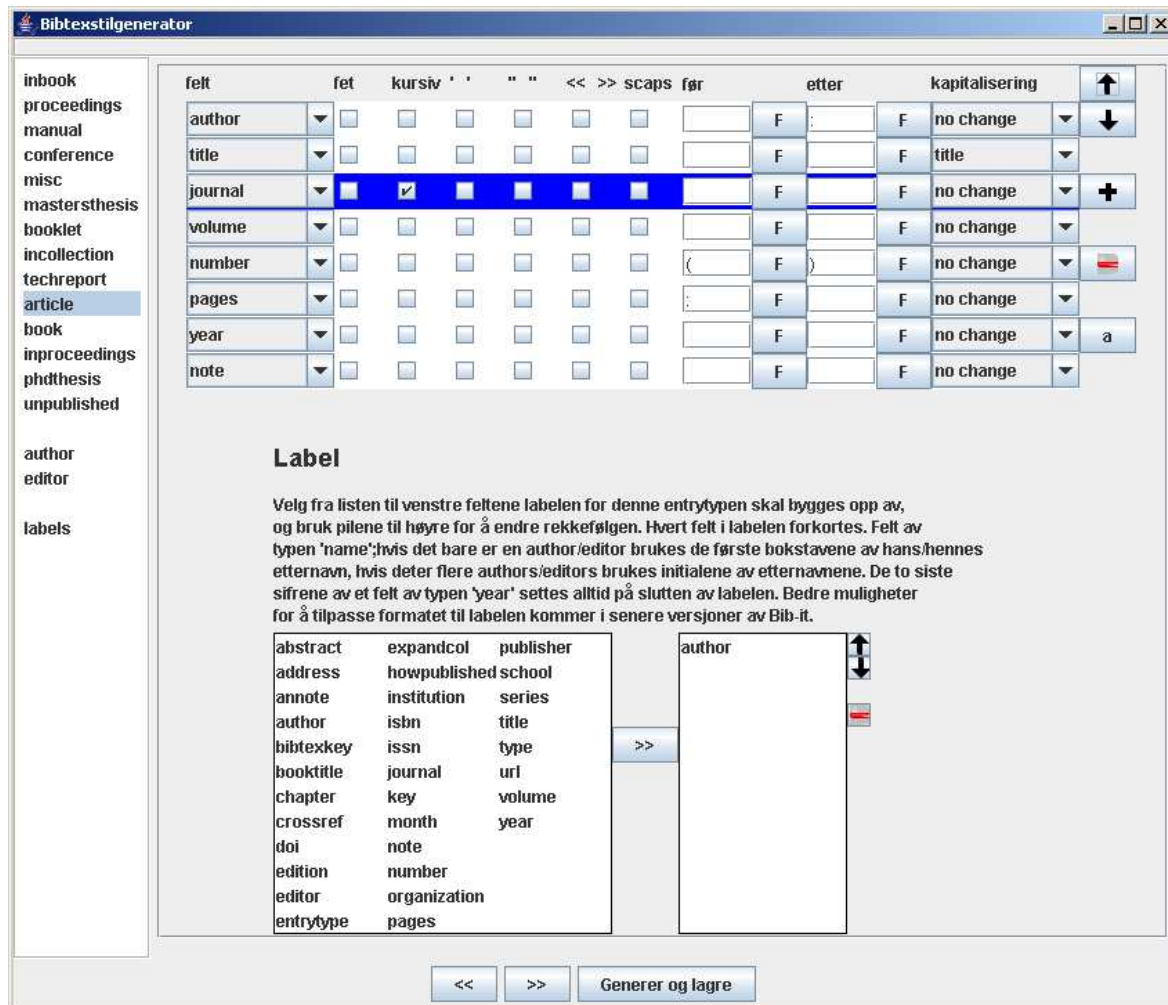 Bibtexstilgenerator
inbook
proceedings
manual
conference
misc
mastersthesis
booklet
incollection
techreport
article
book
inproceedings
phdthesis
unpublished
author
editor
labels
felt fet kursiv ' ' " " << >> scaps før etter kapitalisering
author F : F no change
title F F title
journal F F no change
volume F F no change
number ( F ) F no change
pages : F F no change
year F F no change a
note F F no change
Label
Velg fra listen til venstre feltene labelen for denne entrytypen skal bygges opp av,
og bruk pilene til høyre for å endre rekkefølgen. Hvert felt i labelen forkortes. Felt av
typen 'name';hvis det bare er en author/editor brukes de første bokstavene av hans/hennes
etternavn, hvis deter flere authors/editors brukes initialene av etternavnene. De to siste
sifrene av et felt av typen 'year' settes alltid på slutten av labelen. Bedre muligheter
for å tilpasse formatet til labelen kommer i senere versjoner av Bib-it.
abstract expandcol publisher
address howpublished school
annote institution series
author isbn title
bibtexkey issn type
booktitle journal url
chapter key volume
crossref month year
doi note
edition number
editor organization
entrytype pages
>>
author
<< >> Generer og lagre